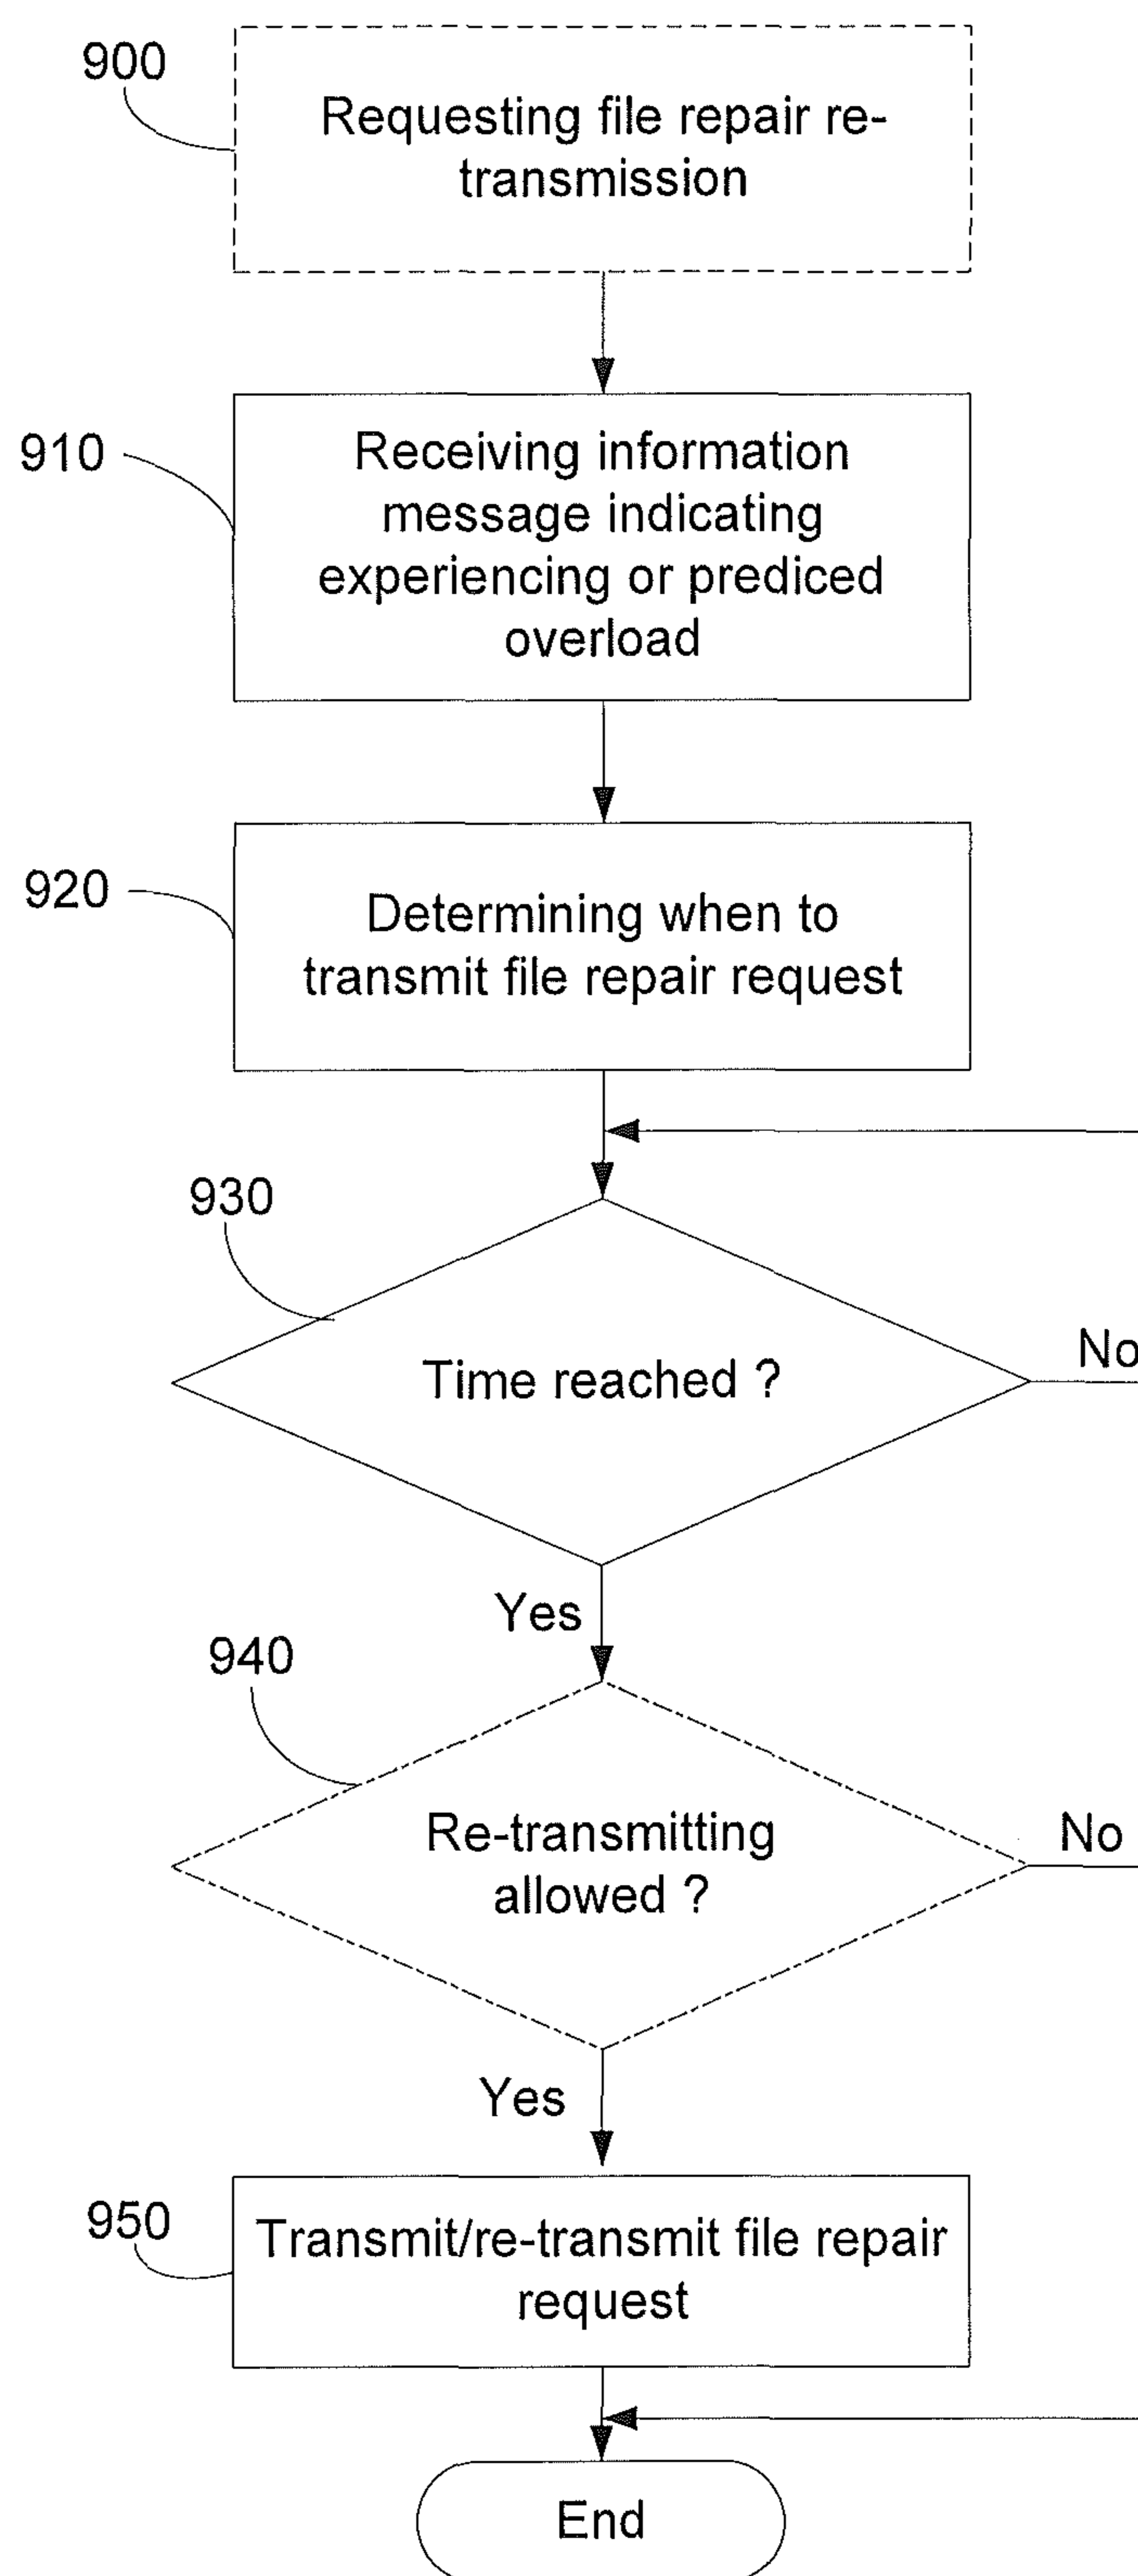 900
Requesting file repair re-
transmission
910
Receiving information
message indicating
experiencing or prediced
overload
920
Determining when to
transmit file repair request
930
Time reached ?
No
Yes
940
Re-transmitting
allowed ?
No
Yes
950
Transmit/re-transmit file repair
request
End